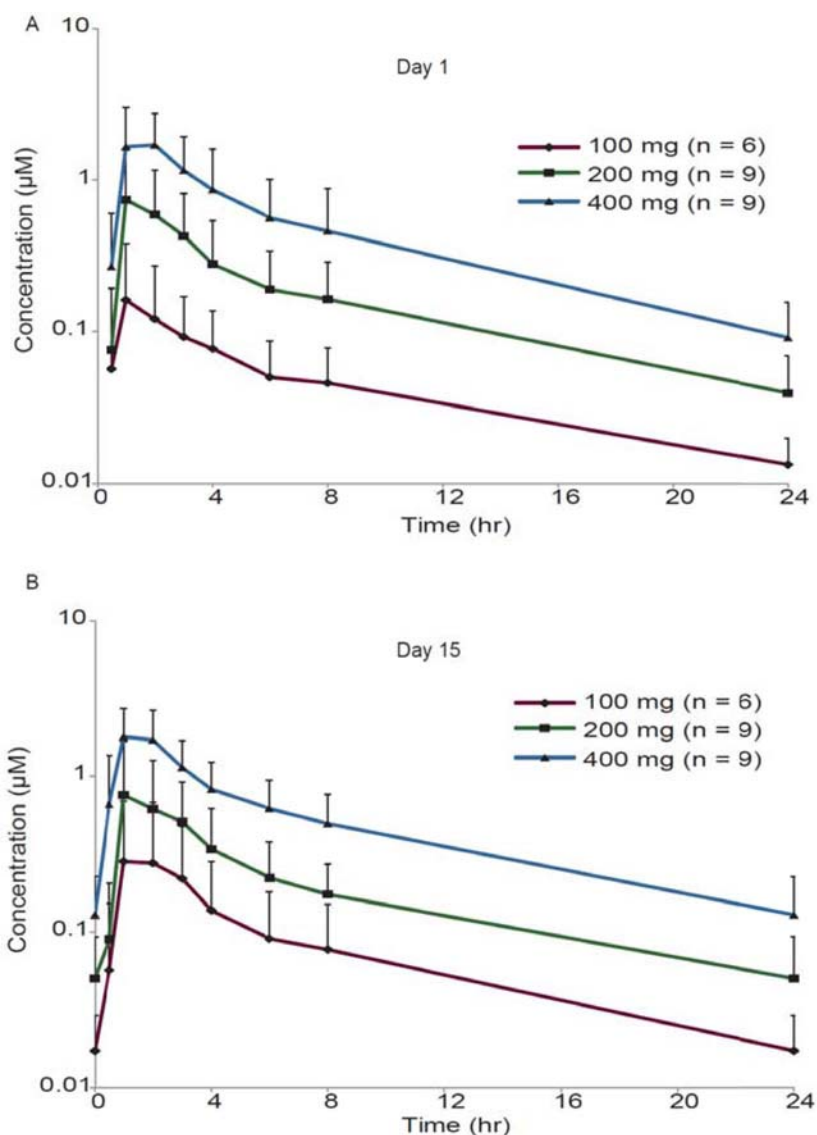 A
Day 1
10
1
0.1
0.01
Concentration (µM)
100 mg (n = 6)
200 mg (n = 9)
400 mg (n = 9)
0 4 8 12 16 20 24
Time (hr)
B
Day 15
10
1
0.1
0.01
Concentration (µM)
100 mg (n = 6)
200 mg (n = 9)
400 mg (n = 9)
0 4 8 12 16 20 24
Time (hr)